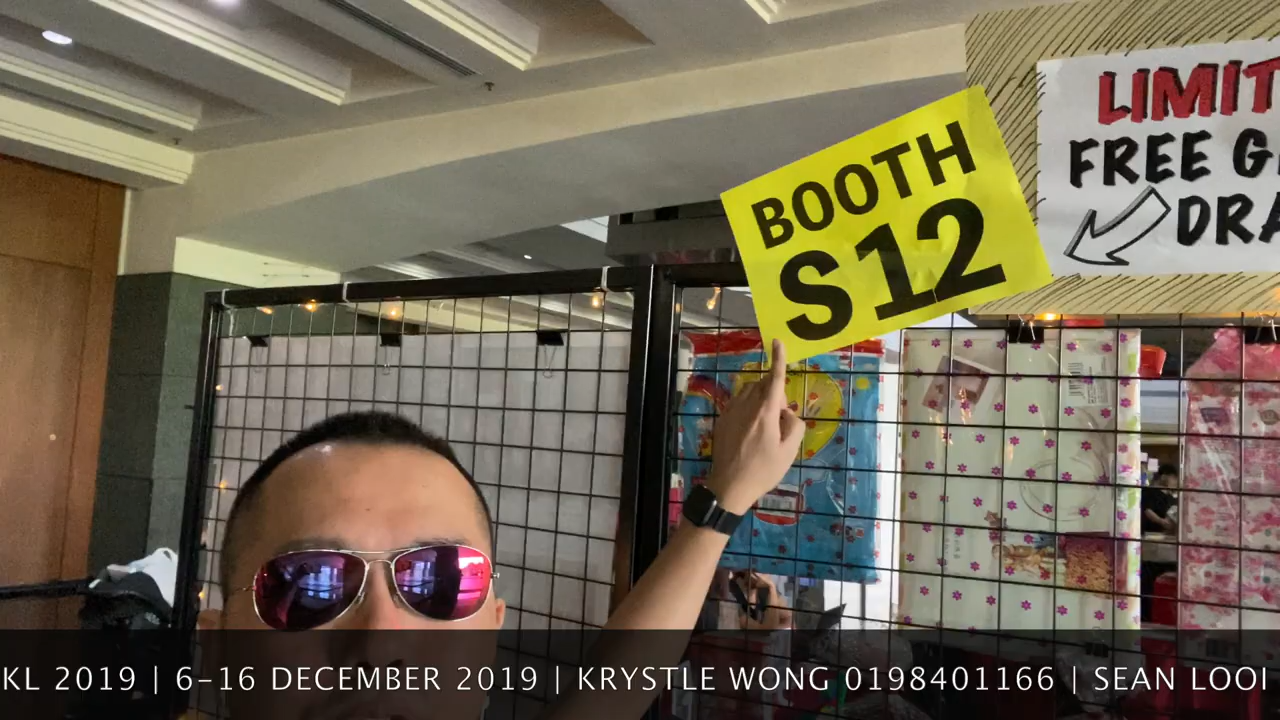 LIMIT
FREE G
DRA
BOOTH
S12
KL 2019 | 6-16 DECEMBER 2019 | KRYSTLE WONG 0198401166 | SEAN LOOI